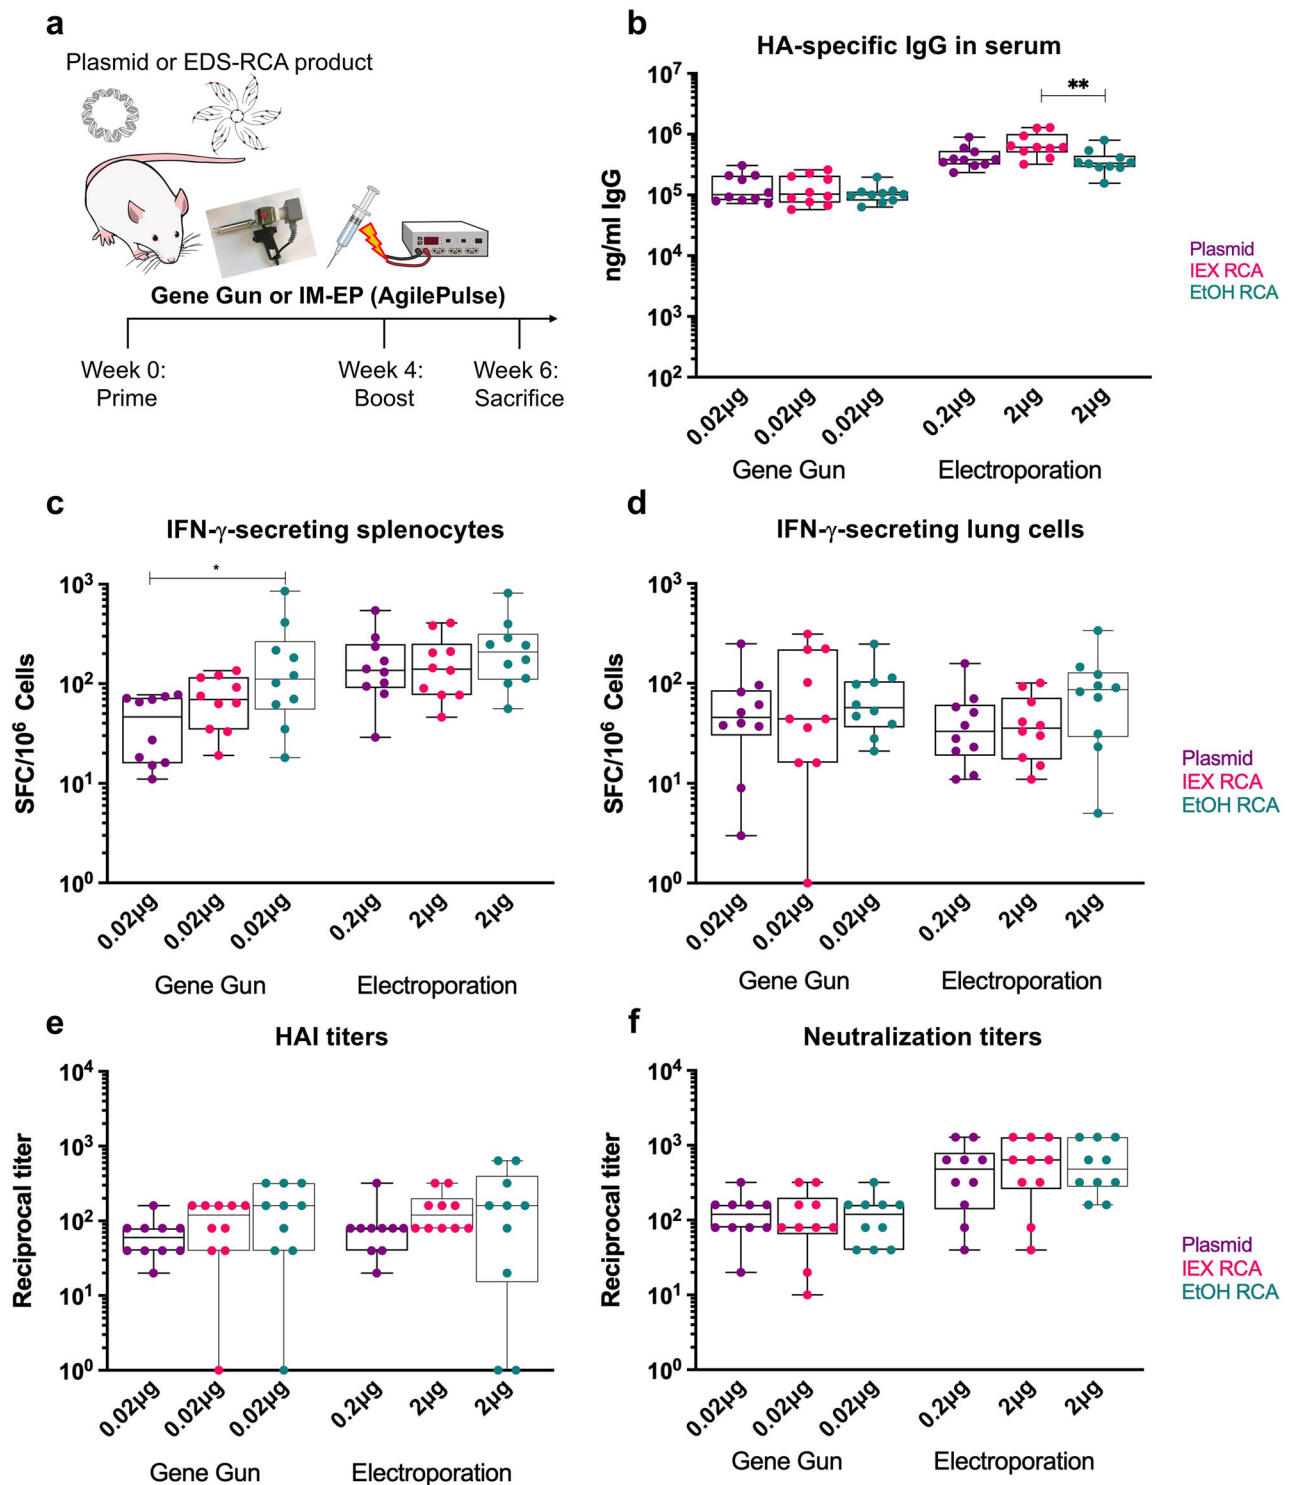 a
Plasmid or EDS-RCA product
Gene Gun or IM-EP (AgilePulse)
Week 0:
Prime
Week 4:
Boost
Week 6:
Sacrifice
b
HA-specific IgG in serum
ng/ml IgG
10⁷
10⁶
10⁵
10⁴
10³
10²
**
0.02µg
0.02µg
0.02µg
0.2µg
2µg
2µg
Gene Gun
Electroporation
Plasmid
IEX RCA
EtOH RCA
c
IFN-γ-secreting splenocytes
SFC/10⁶ Cells
10³
10²
10¹
10⁰
*
0.02µg
0.02µg
0.02µg
0.2µg
2µg
2µg
Gene Gun
Electroporation
d
IFN-γ-secreting lung cells
SFC/10⁶ Cells
10³
10²
10¹
10⁰
0.02µg
0.02µg
0.02µg
0.2µg
2µg
2µg
Gene Gun
Electroporation
Plasmid
IEX RCA
EtOH RCA
e
HAI titers
Reciprocal titer
10⁴
10³
10²
10¹
10⁰
0.02µg
0.02µg
0.02µg
0.2µg
2µg
2µg
Gene Gun
Electroporation
f
Neutralization titers
Reciprocal titer
10⁴
10³
10²
10¹
10⁰
0.02µg
0.02µg
0.02µg
0.2µg
2µg
2µg
Gene Gun
Electroporation
Plasmid
IEX RCA
EtOH RCA